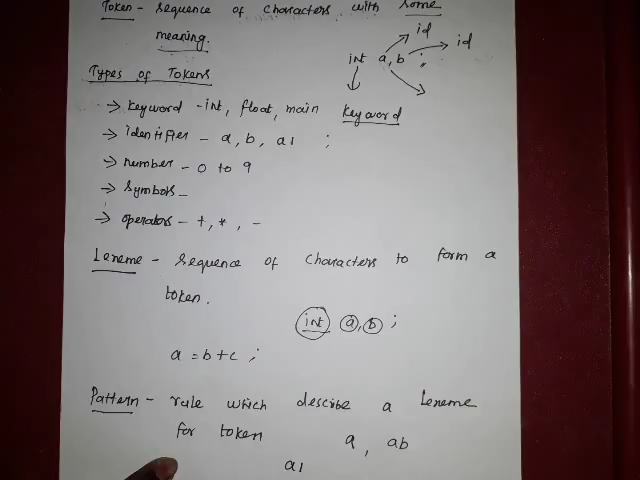 Token - sequence of characters with some
meaning.
id
id
int a, b ;
Types of Tokens
-> Keyword - int, float, main
Keyword
-> identifier - a, b, a1 ;
-> number - 0 to 9
-> symbols -
-> operators - +, *, -
Lexeme - sequence of characters to form a
token.
int a, b ;
a = b + c ;
Pattern - rule which describe a Lexeme
for token
a, ab
a1